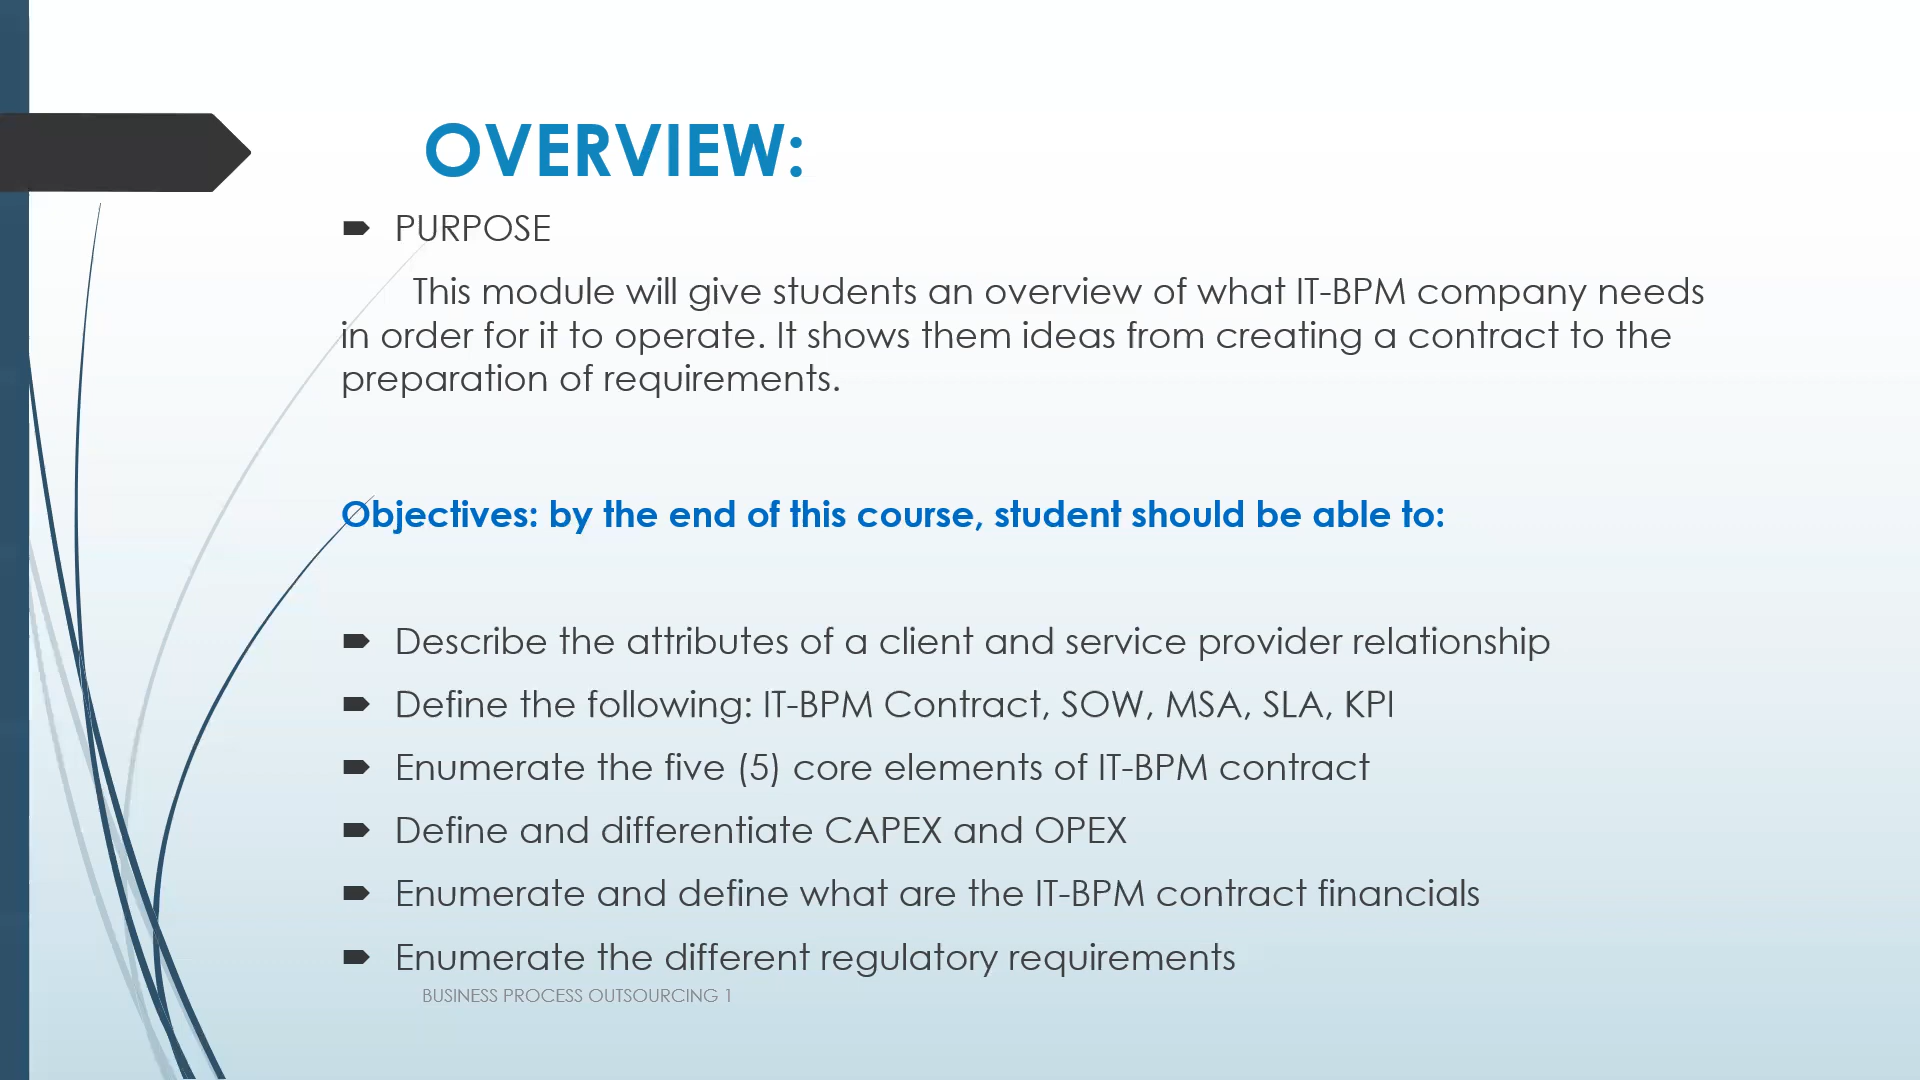 OVERVIEW:
PURPOSE
This module will give students an overview of what IT-BPM company needs
in order for it to operate. It shows them ideas from creating a contract to the
preparation of requirements.
Objectives: by the end of this course, student should be able to:
Describe the attributes of a client and service provider relationship
Define the following: IT-BPM Contract, SOW, MSA, SLA, KPI
Enumerate the five (5) core elements of IT-BPM contract
Define and differentiate CAPEX and OPEX
Enumerate and define what are the IT-BPM contract financials
Enumerate the different regulatory requirements
BUSINESS PROCESS OUTSOURCING 1